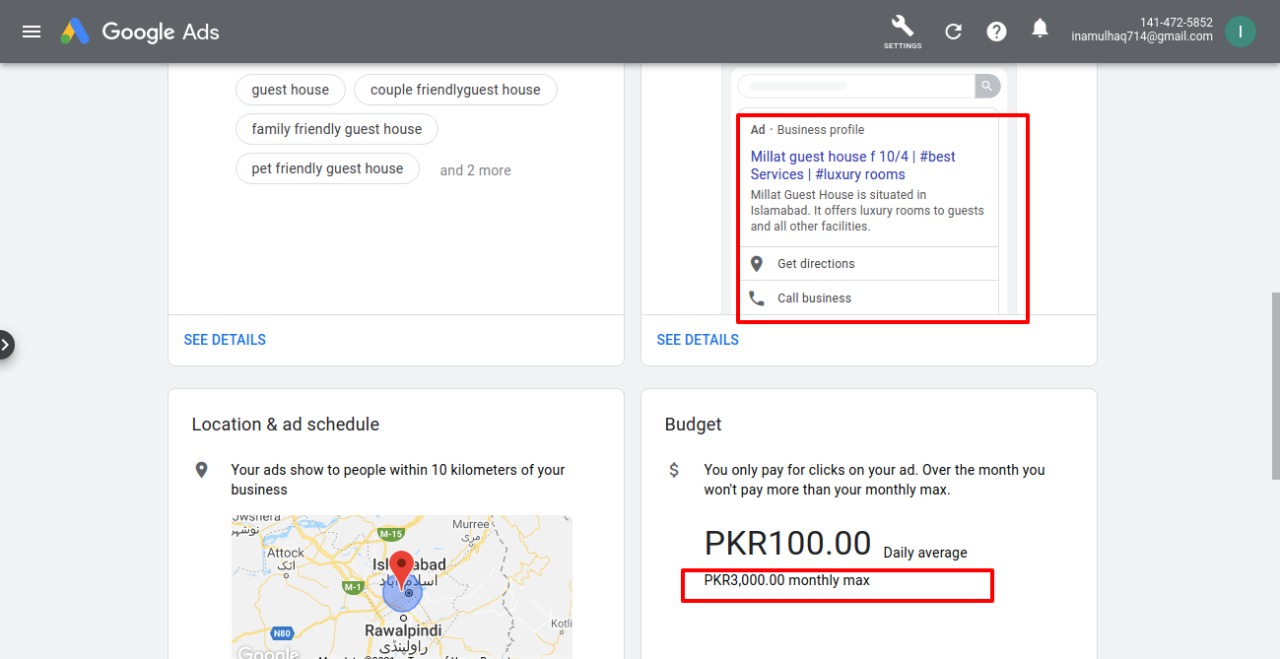 Google Ads
SETTINGS
141-472-5852
inamulhaq714@gmail.com
I
guest house
couple friendlyguest house
family friendly guest house
pet friendly guest house
and 2 more
SEE DETAILS
Ad · Business profile
Millat guest house f 10/4 | #best
Services | #luxury rooms
Millat Guest House is situated in
Islamabad. It offers luxury rooms to guests
and all other facilities.
Get directions
Call business
SEE DETAILS
Location & ad schedule
Your ads show to people within 10 kilometers of your
business
M-15
Murree
مری
Attock
اٹک
M-1
اسلام آباد
Rawalpindi
راولپنڈی
N80
Kotli
Google
Budget
$
You only pay for clicks on your ad. Over the month you
won't pay more than your monthly max.
PKR100.00 Daily average
PKR3,000.00 monthly max